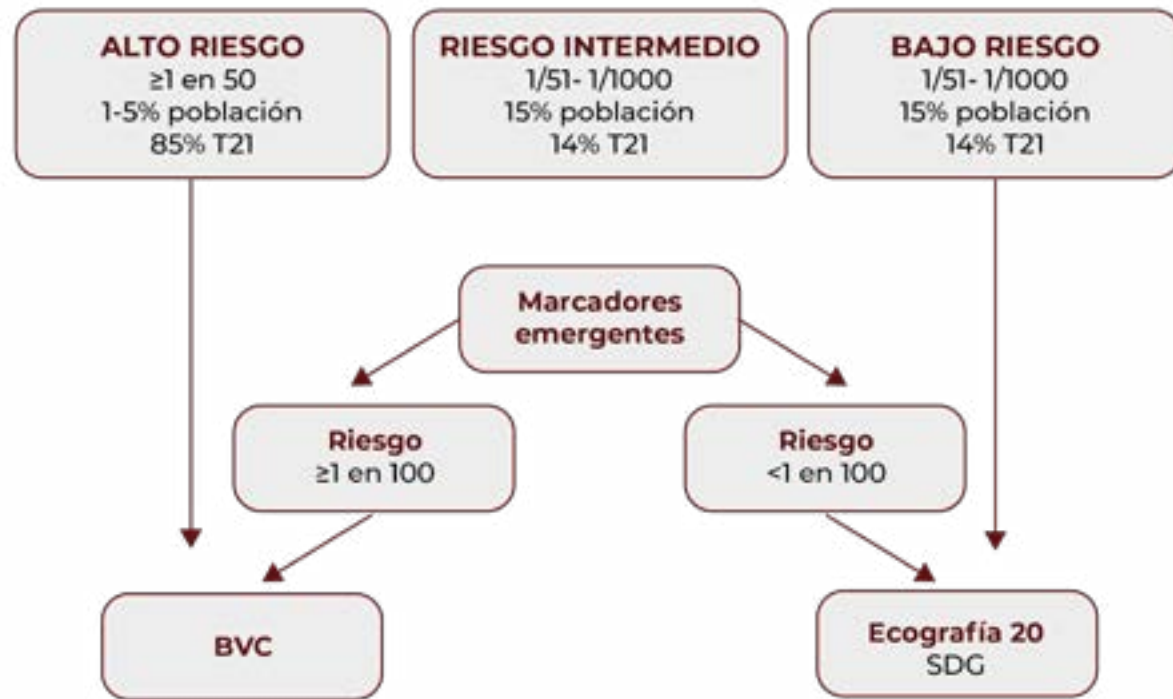 ALTO RIESGO
≥1 en 50
1-5% población
85% T21
RIESGO INTERMEDIO
1/51- 1/1000
15% población
14% T21
BAJO RIESGO
1/51- 1/1000
15% población
14% T21
Marcadores
emergentes
Riesgo
≥1 en 100
Riesgo
<1 en 100
BVC
Ecografía 20
SDG